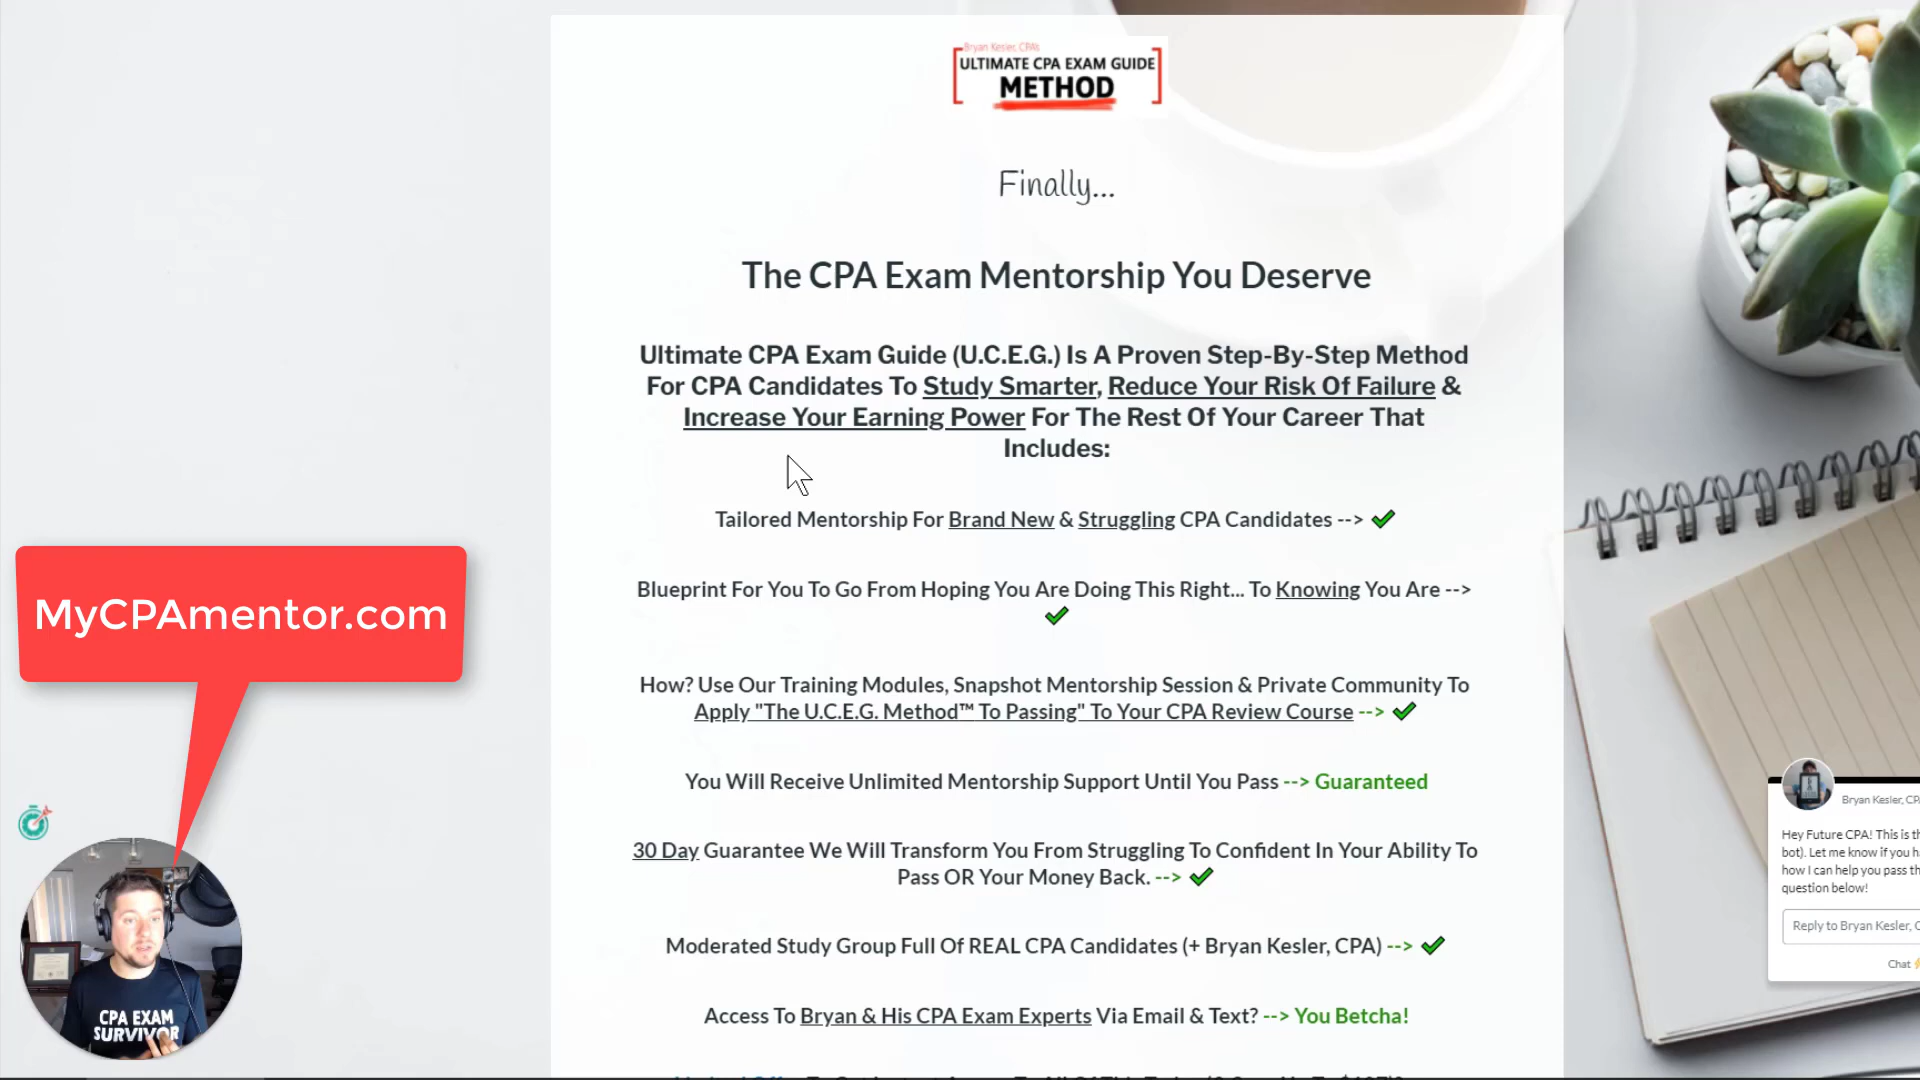 Bryan Kesler, CPA's
ULTIMATE CPA EXAM GUIDE
METHOD
Finally...
The CPA Exam Mentorship You Deserve
Ultimate CPA Exam Guide (U.C.E.G.) Is A Proven Step-By-Step Method
For CPA Candidates To Study Smarter, Reduce Your Risk Of Failure &
Increase Your Earning Power For The Rest Of Your Career That
Includes:
Tailored Mentorship For Brand New & Struggling CPA Candidates -->
Blueprint For You To Go From Hoping You Are Doing This Right... To Knowing You Are -->
How? Use Our Training Modules, Snapshot Mentorship Session & Private Community To
Apply "The U.C.E.G. Method™ To Passing" To Your CPA Review Course -->
You Will Receive Unlimited Mentorship Support Until You Pass --> Guaranteed
30 Day Guarantee We Will Transform You From Struggling To Confident In Your Ability To
Pass OR Your Money Back. -->
Moderated Study Group Full Of REAL CPA Candidates (+ Bryan Kesler, CPA) -->
Access To Bryan & His CPA Exam Experts Via Email & Text? --> You Betcha!
MyCPAmentor.com
CPA EXAM
SURVIVOR
Bryan Kesler, CP
Hey Future CPA! This is th
bot). Let me know if you h
how I can help you pass th
question below!
Reply to Bryan Kesler, C
Chat